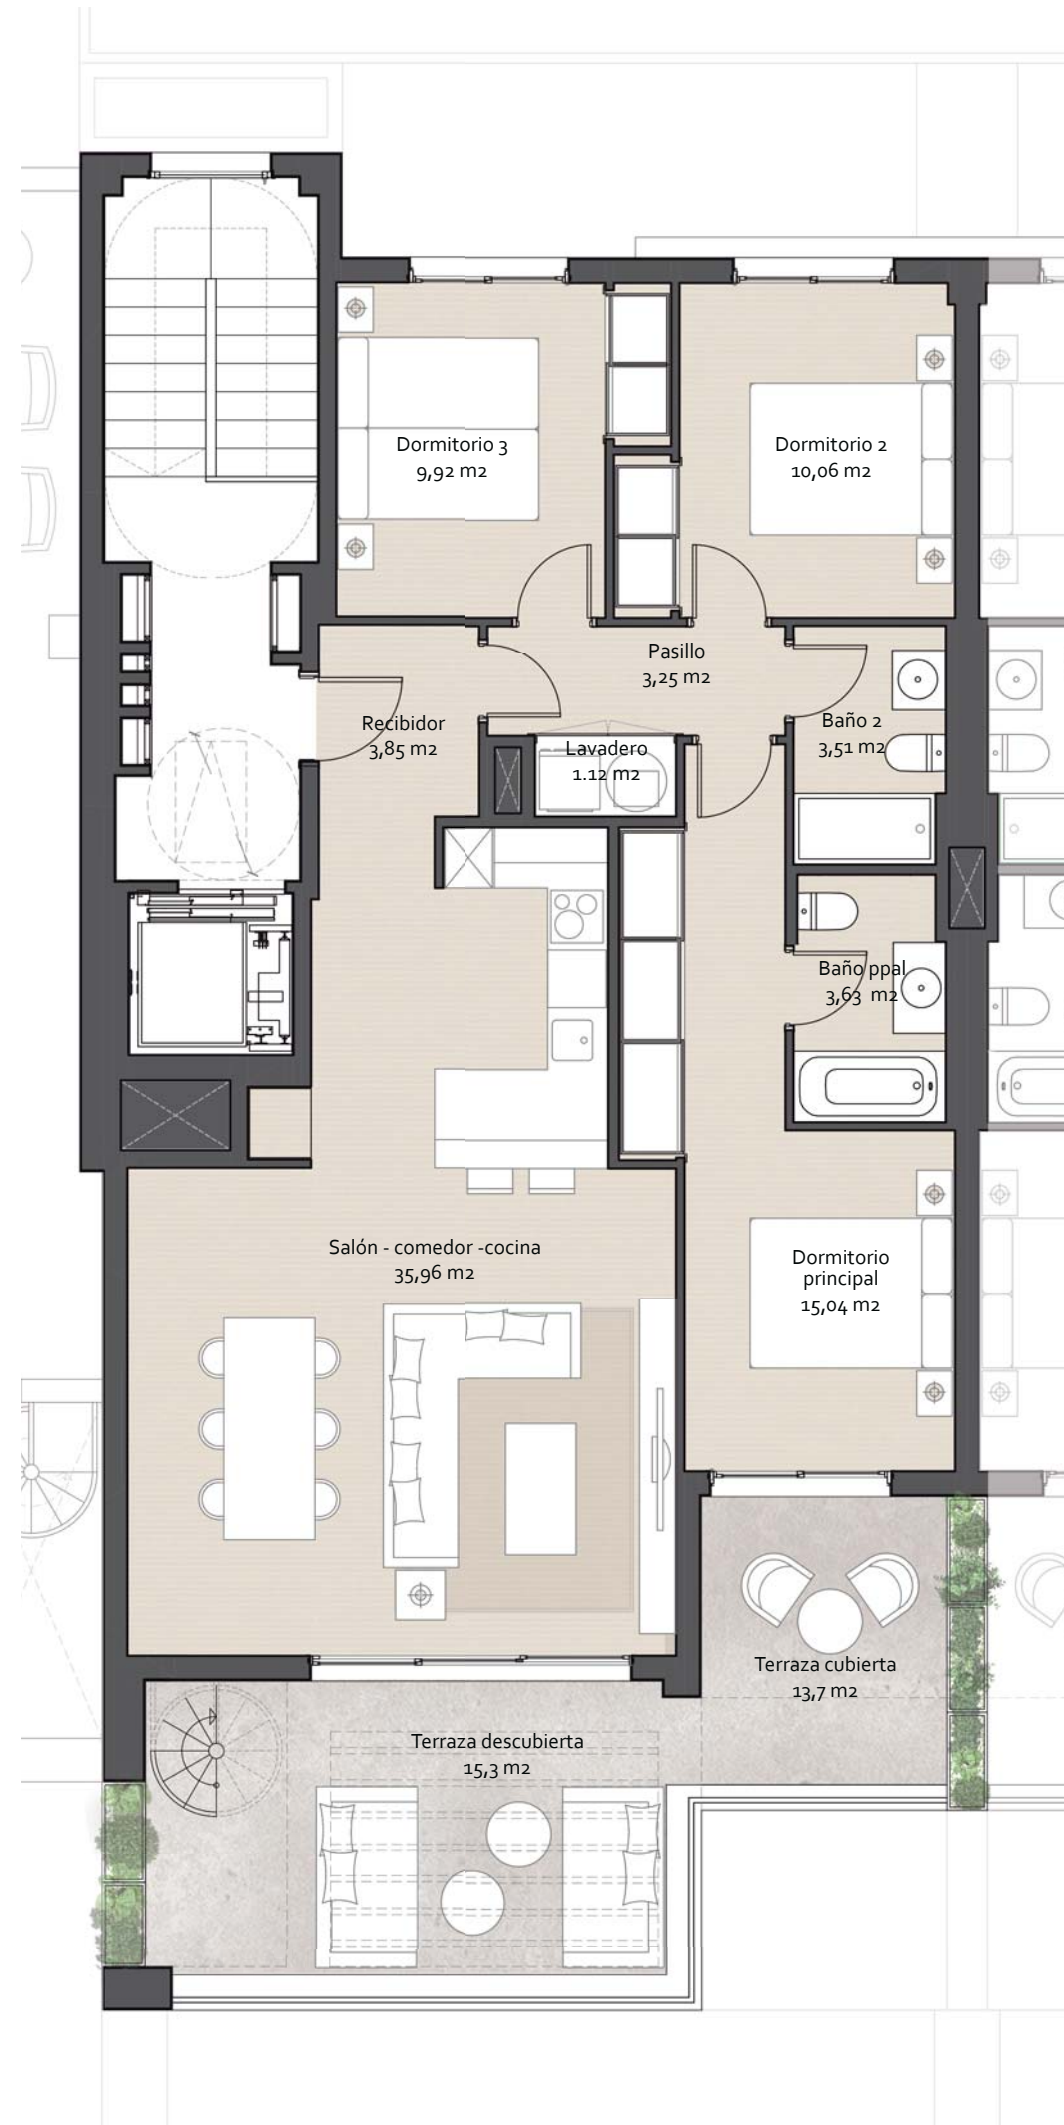 Dormitorio 3
9,92 m2
Dormitorio 2
10,06 m2
Pasillo
3,25 m2
Recibidor
3,85 m2
Baño 2
3,51 m2
Lavadero
1.12 m2
Baño ppal
3,63 m2
Salón - comedor -cocina
35,96 m2
Dormitorio
principal
15,04 m2
Terraza cubierta
13,7 m2
Terraza descubierta
15,3 m2